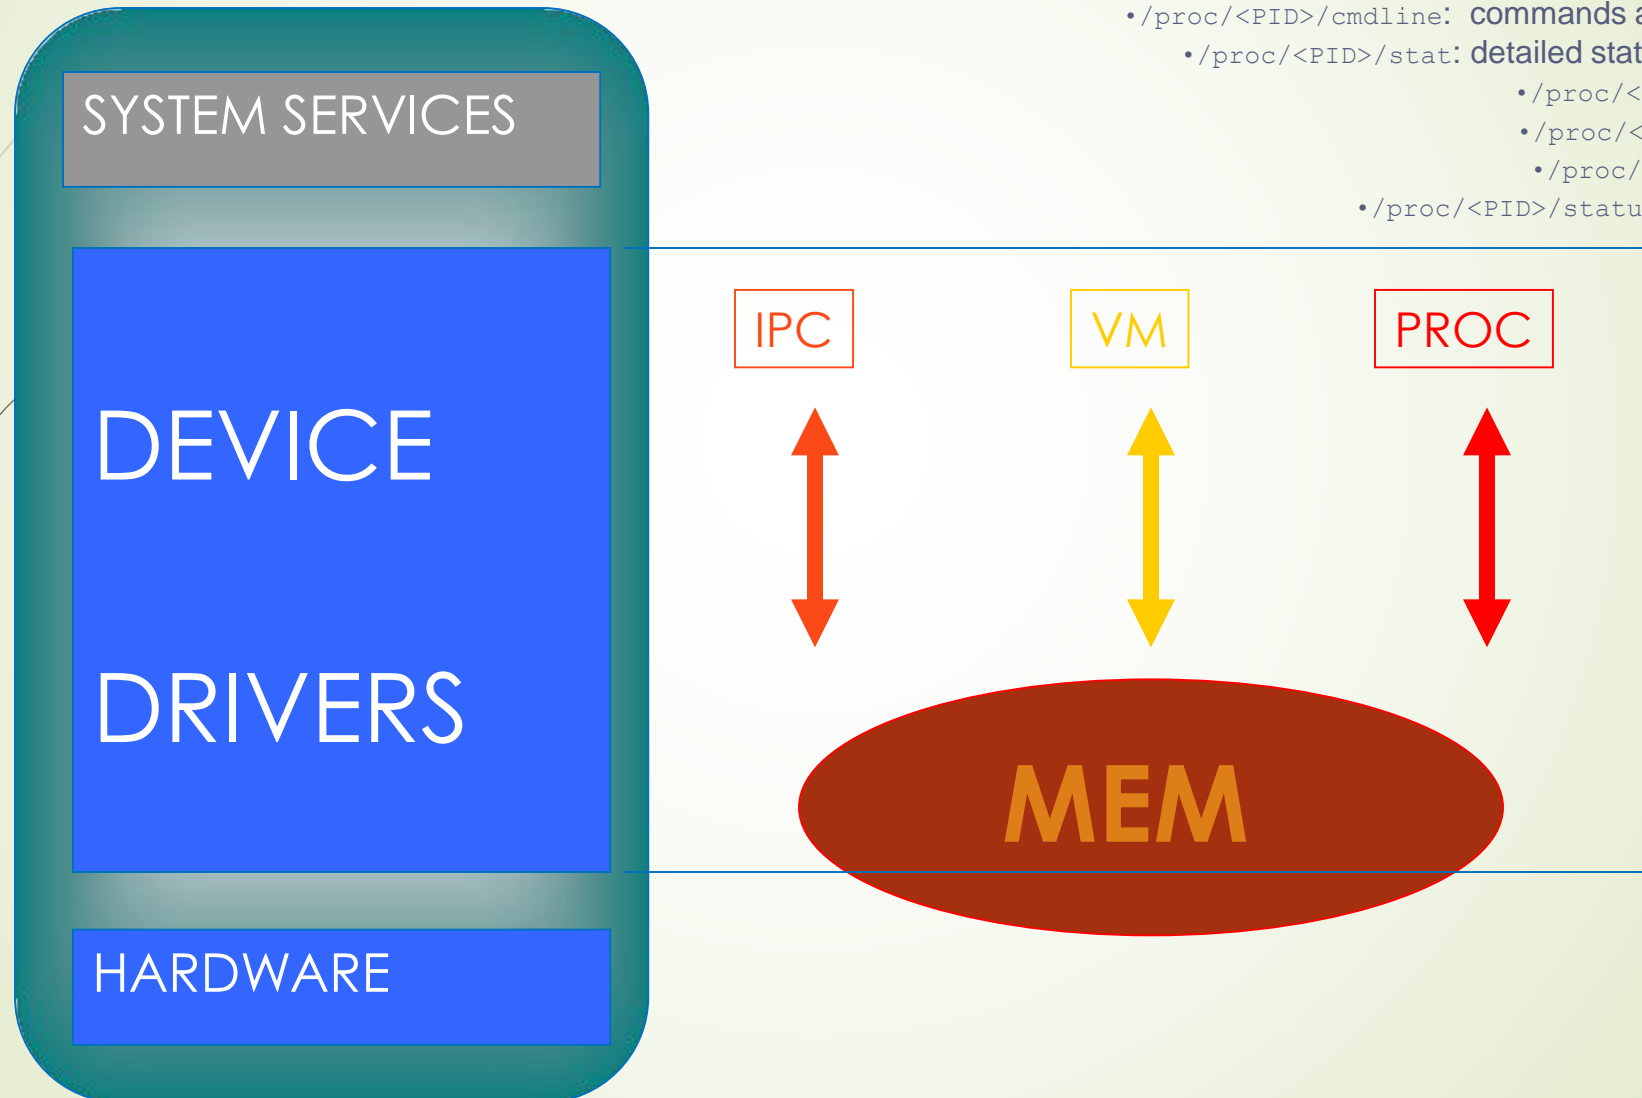 •/proc/<PID>/cmdline: commands
•/proc/<PID>/stat: detailed
•/proc/<
•/proc/<
•/proc/
•/proc/<PID>/statu
SYSTEM SERVICES
IPC
VM
PROC
DEVICE
DRIVERS
MEM
HARDWARE